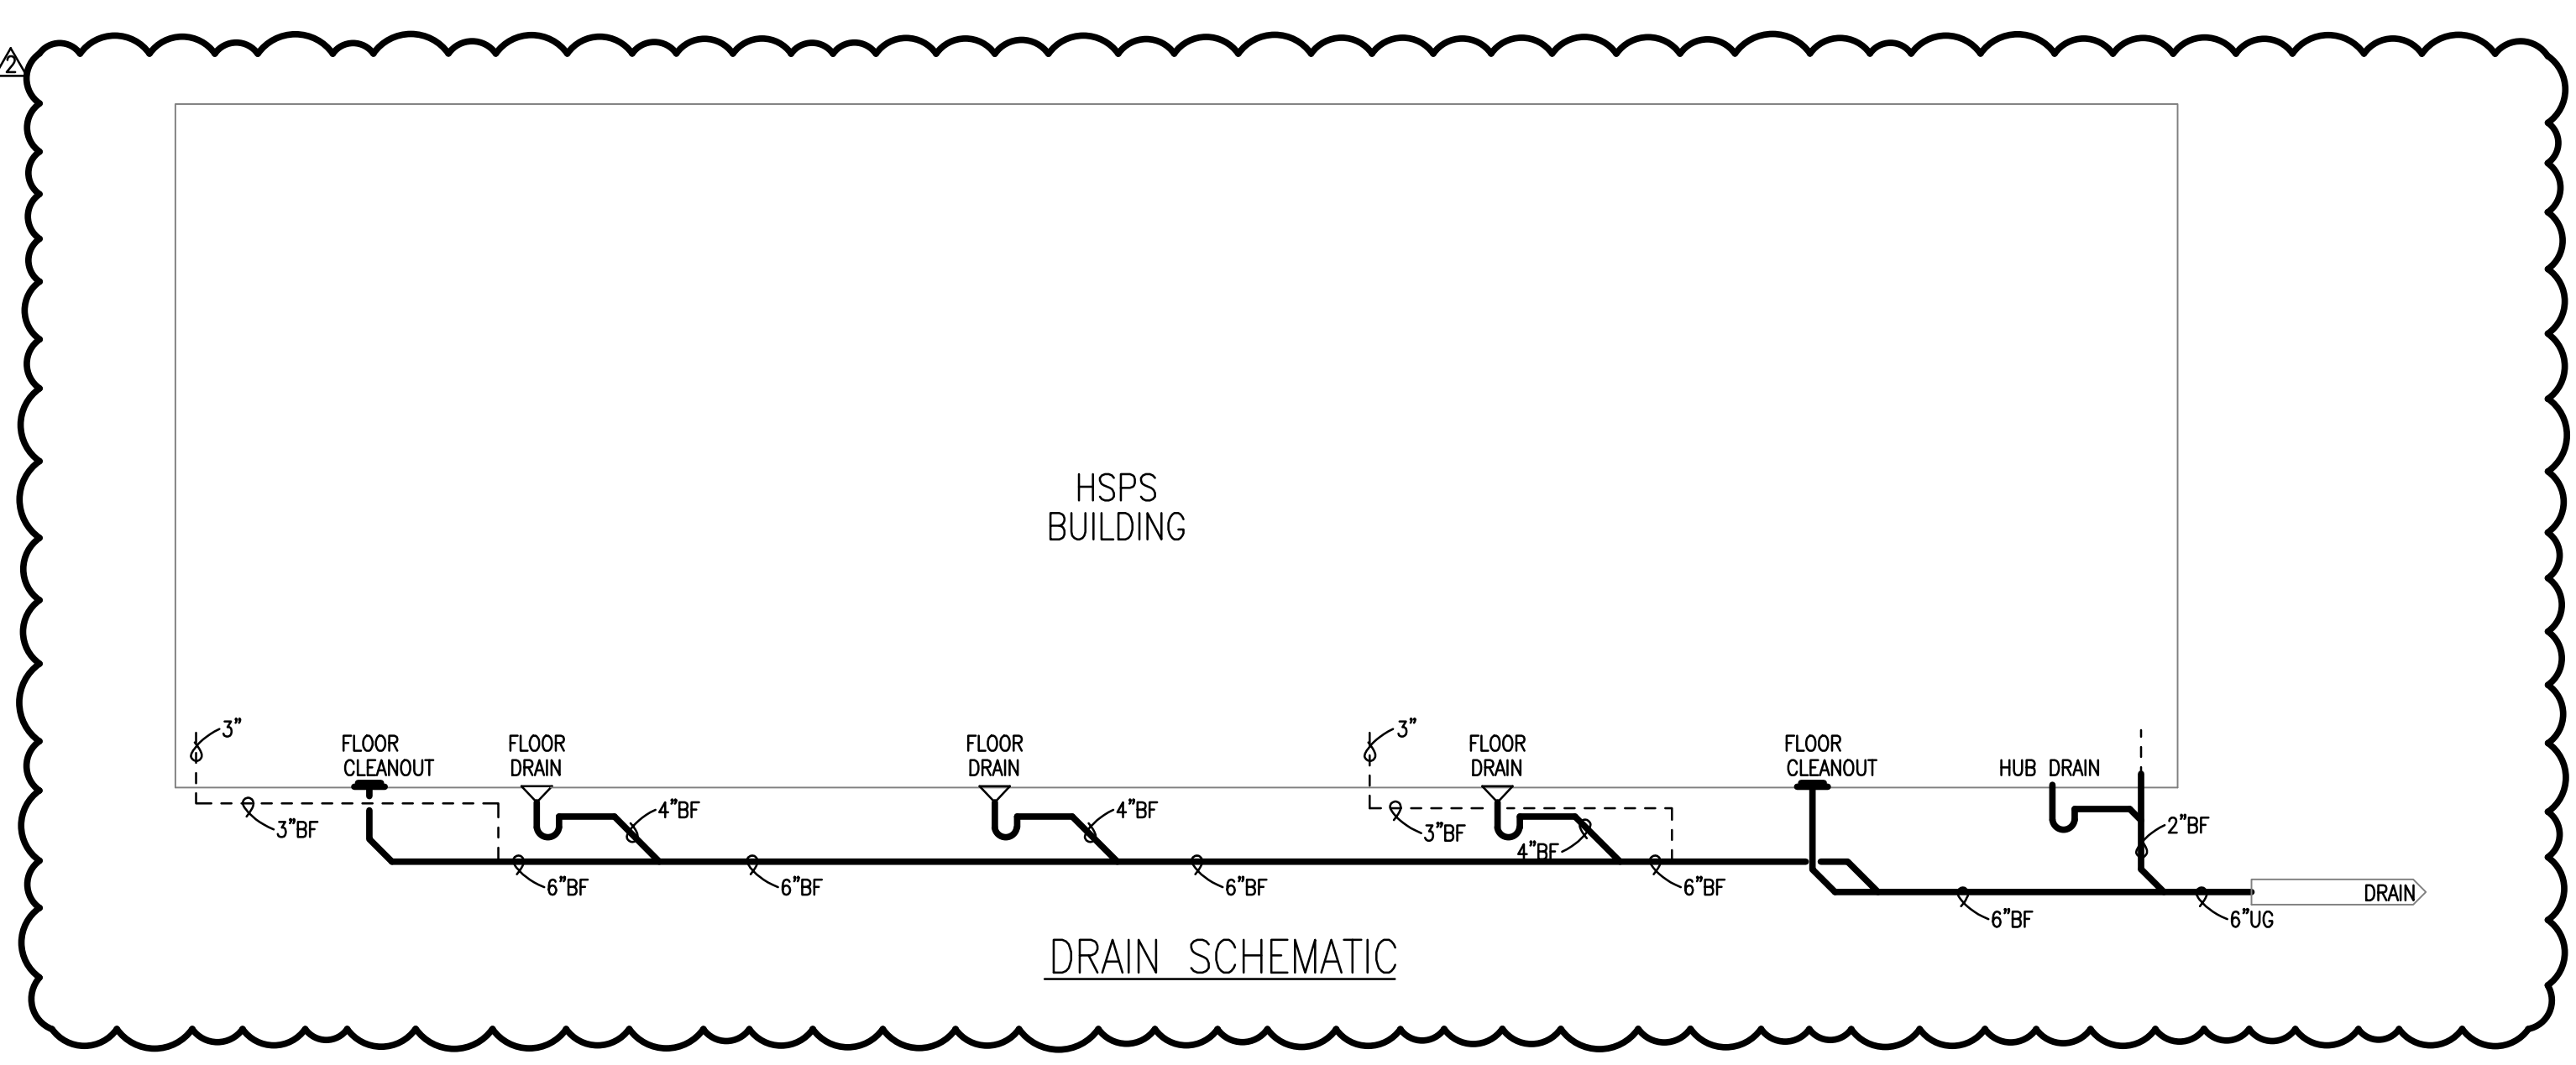 2
HSPS
BUILDING
3"
FLOOR
CLEANOUT
FLOOR
DRAIN
FLOOR
DRAIN
3"
FLOOR
DRAIN
FLOOR
CLEANOUT
HUB DRAIN
3"BF
4"BF
4"BF
3"BF
4"BF
2"BF
6"BF
6"BF
6"BF
6"BF
6"BF
6"UG
DRAIN
DRAIN SCHEMATIC